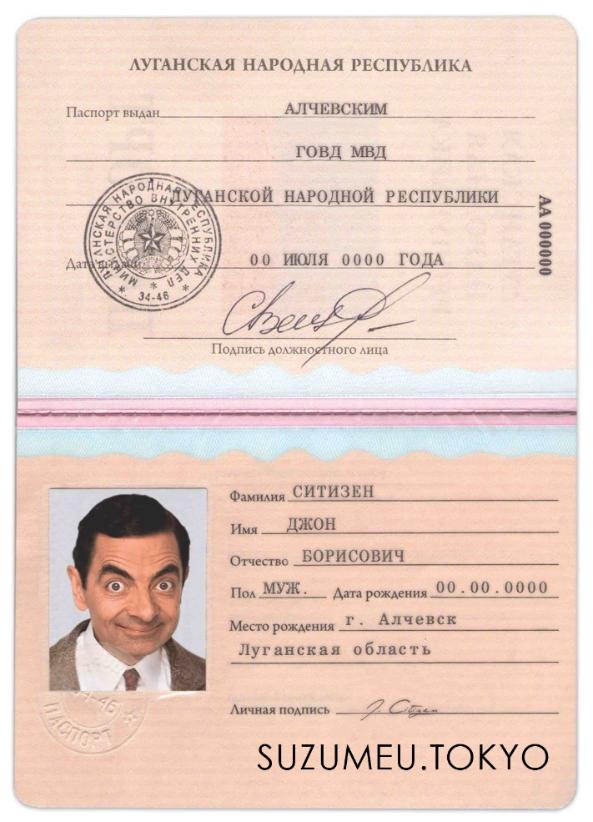 ЛУГАНСКАЯ НАРОДНАЯ РЕСПУБЛИКА
Паспорт выдан АЛЧЕВСКИМ
ГОВД МВД
ЛУГАНСКОЙ НАРОДНОЙ РЕСПУБЛИКИ
ЛУГАНСКАЯ НАРОДНАЯ РЕСПУБЛИКА
МИНИСТЕРСТВО ВНУТРЕННИХ ДЕЛ
34-46
АА 000000
Дата выдачи 00 ИЮЛЯ 0000 ГОДА
Подпись должностного лица
Фамилия СИТИЗЕН
Имя ДЖОН
Отчество БОРИСОВИЧ
Пол МУЖ. Дата рождения 00.00.0000
Место рождения г. Алчевск
Луганская область
34-46
ПАСПОРТ
Личная подпись
SUZUMEU.TOKYO